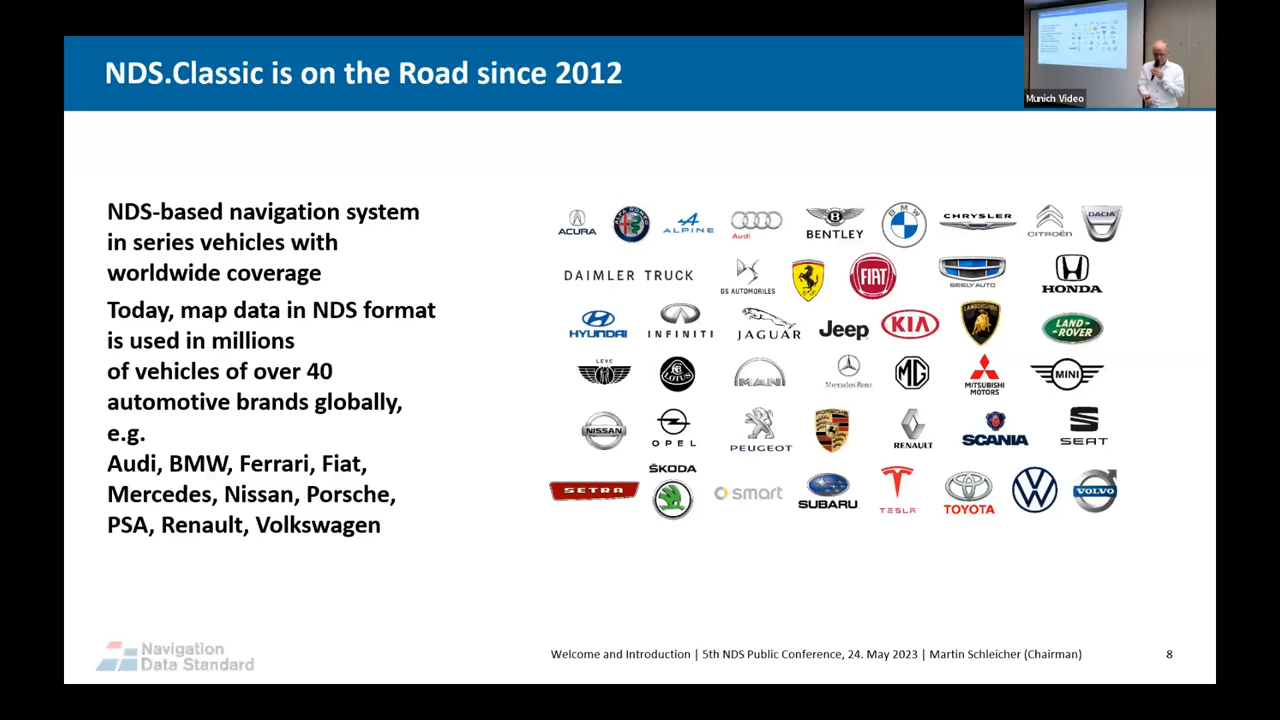 NDS.Classic is on the Road since 2012
Munich Video
NDS-based navigation system
in series vehicles with
worldwide coverage
Today, map data in NDS format
is used in millions
of vehicles of over 40
automotive brands globally,
e.g.
Audi, BMW, Ferrari, Fiat,
Mercedes, Nissan, Porsche,
PSA, Renault, Volkswagen
ACURA
ALFA ROMEO
ALPINE
Audi
BENTLEY
BMW
CHRYSLER
CITROËN
DACIA
DAIMLER TRUCK
DS AUTOMOBILES
FIAT
GEELY AUTO
HONDA
HYUNDAI
INFINITI
JAGUAR
Jeep
KIA
LAMBORGHINI
LAND-
ROVER
LEVC
LOTUS
MAN
Mercedes-Benz
MG
MITSUBISHI
MOTORS
MINI
NISSAN
OPEL
PEUGEOT
PORSCHE
RENAULT
SCANIA
SEAT
SETRA
ŠKODA
smart
SUBARU
TESLA
TOYOTA
VOLVO
Navigation
Data Standard
Welcome and Introduction | 5th NDS Public Conference, 24. May 2023 | Martin Schleicher (Chairman)
8